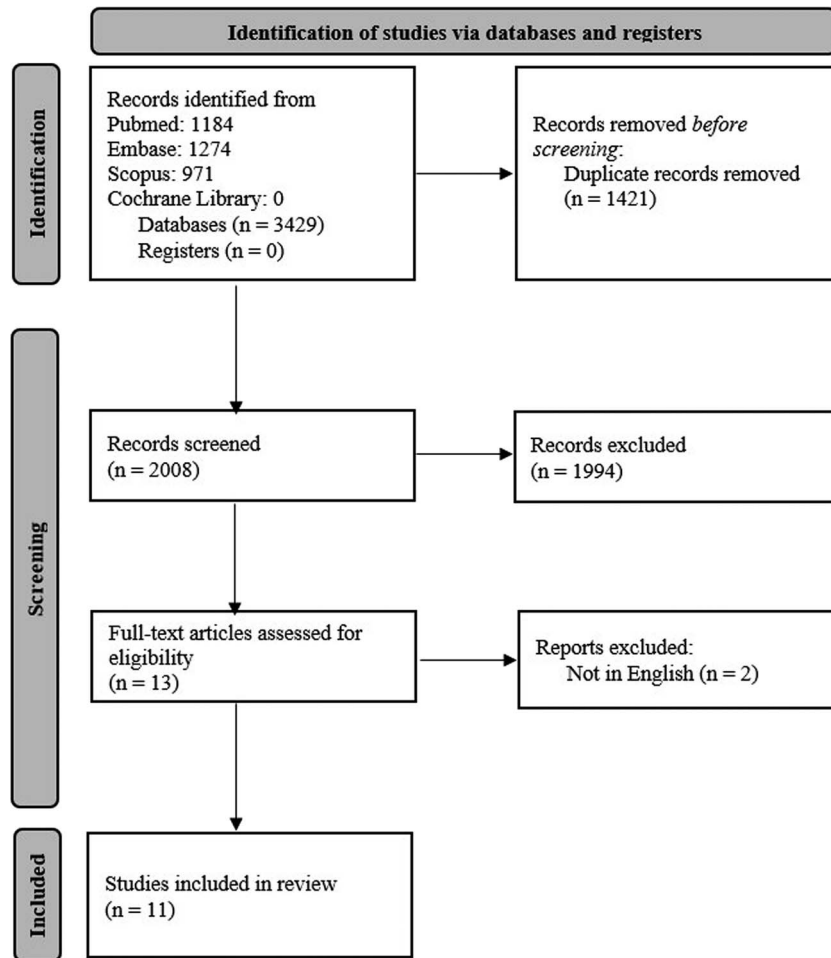 Identification of studies via databases and registers
Identification
Records identified from
Pubmed: 1184
Embase: 1274
Scopus: 971
Cochrane Library: 0
Databases (n = 3429)
Registers (n = 0)
Records removed before
screening:
Duplicate records removed
(n = 1421)
Screening
Records screened
(n = 2008)
Records excluded
(n = 1994)
Full-text articles assessed for
eligibility
(n = 13)
Reports excluded:
Not in English (n = 2)
Included
Studies included in review
(n = 11)